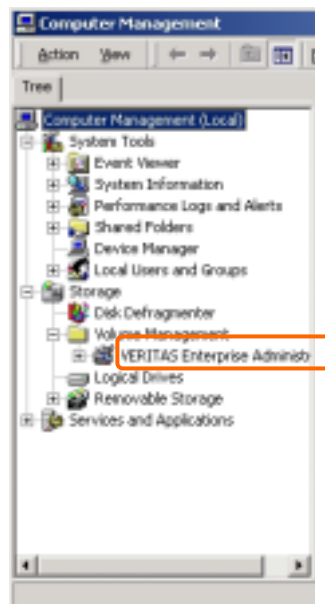 Computer Management
Action View
Tree
Computer Management (Local)
System Tools
Event Viewer
System Information
Performance Logs and Alerts
Shared Folders
Device Manager
Local Users and Groups
Storage
Disk Defragmenter
Volume Management
VERITAS Enterprise Administ
Logical Drives
Removable Storage
Services and Applications